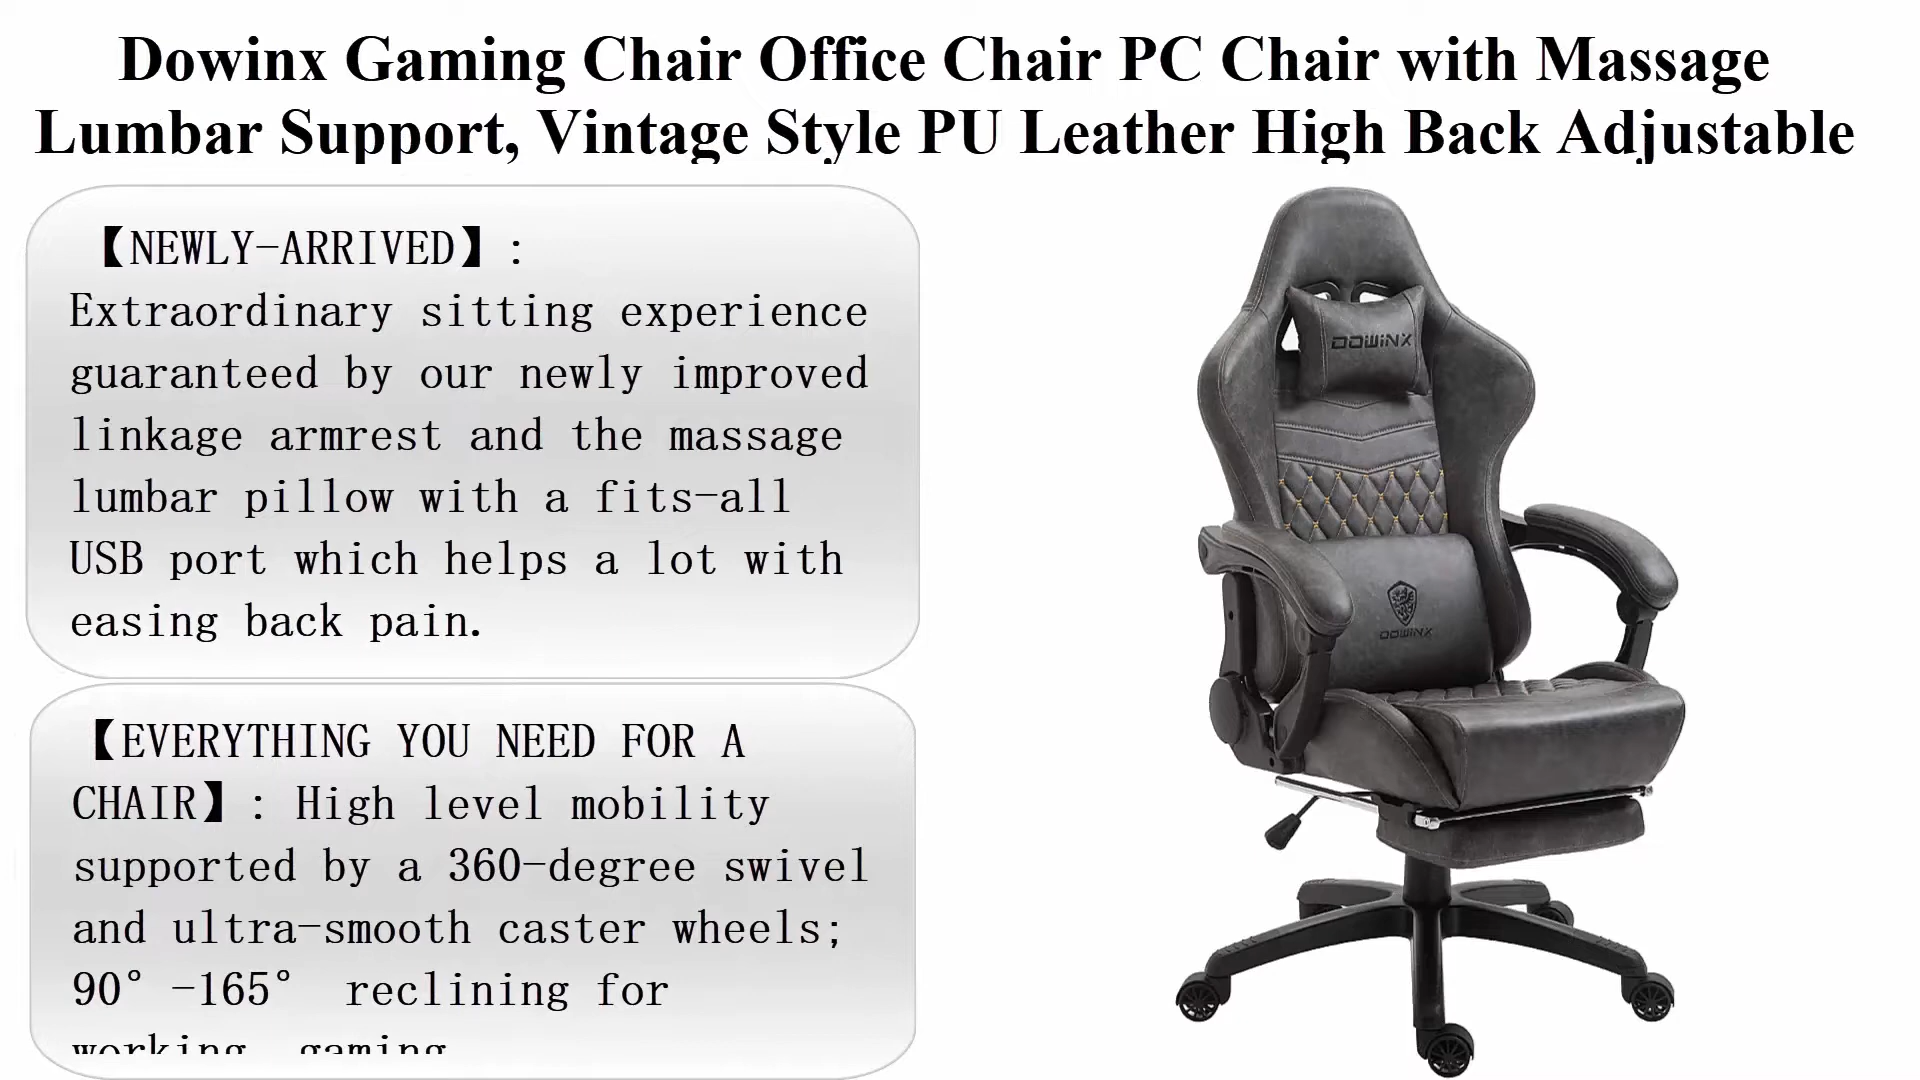 Dowinx Gaming Chair Office Chair PC Chair with Massage
Lumbar Support, Vintage Style PU Leather High Back Adjustable
【NEWLY-ARRIVED】:
Extraordinary sitting experience
guaranteed by our newly improved
linkage armrest and the massage
lumbar pillow with a fits-all
USB port which helps a lot with
easing back pain.
【EVERYTHING YOU NEED FOR A
CHAIR】: High level mobility
supported by a 360-degree swivel
and ultra-smooth caster wheels;
90°-165° reclining for
working, gaming
DOWINX
DOWINX